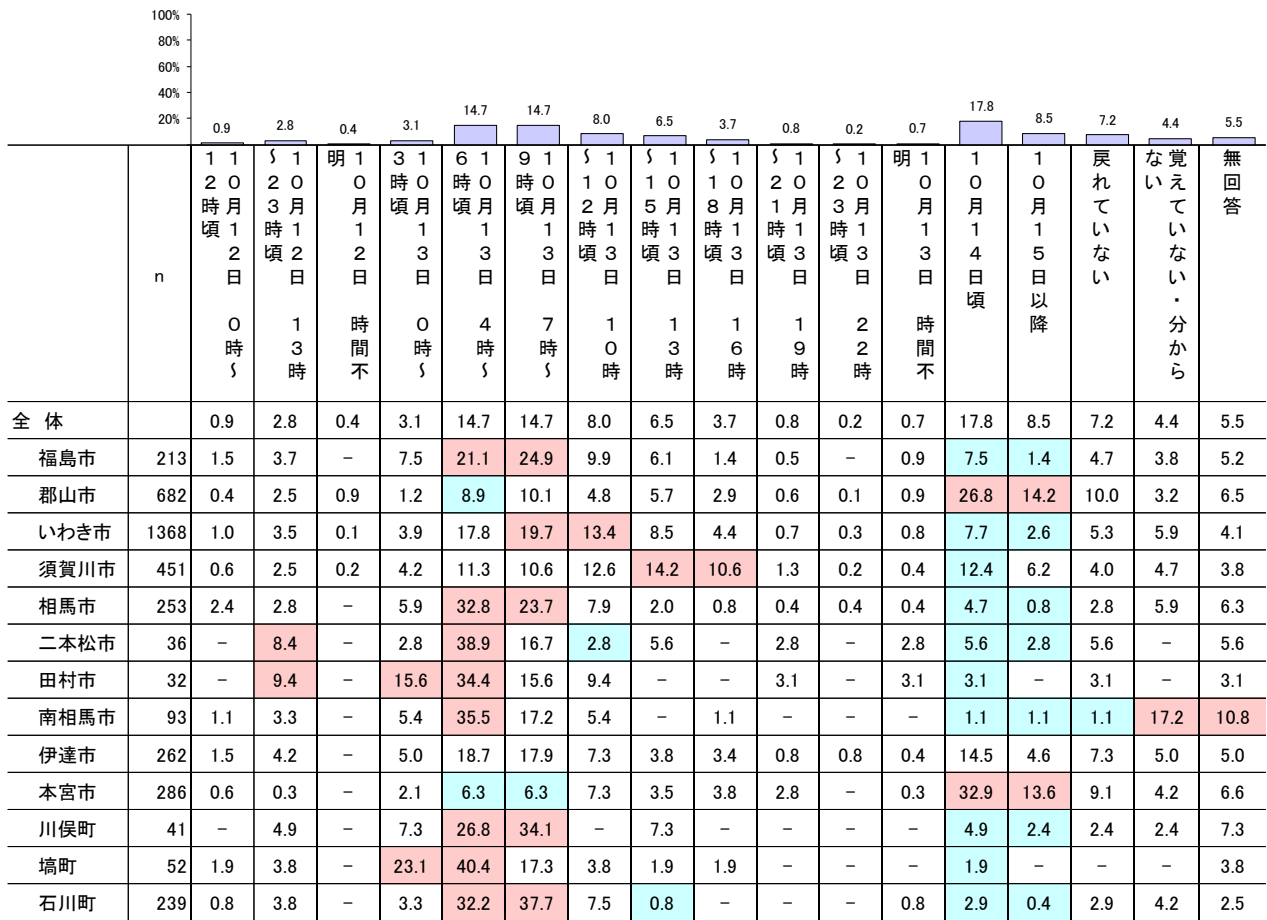 100%
80%
60%
40%
20%
0.9 2.8 0.4 3.1 14.7 14.7 8.0 6.5 3.7 0.8 0.2 0.7 17.8 8.5 7.2 4.4 5.5
n
10月12日 0時～12時頃
10月12日 13時～23時頃
10月12日 時間不明
10月13日 0時～3時頃
10月13日 4時～6時頃
10月13日 7時～9時頃
10月13日 10時～12時頃
10月13日 13時～15時頃
10月13日 16時～18時頃
10月13日 19時～21時頃
10月13日 22時～23時頃
10月13日 時間不明
10月14日頃
10月15日以降
戻れていない
覚えていない・分からない
無回答
全 体 0.9 2.8 0.4 3.1 14.7 14.7 8.0 6.5 3.7 0.8 0.2 0.7 17.8 8.5 7.2 4.4 5.5
福島市 213 1.5 3.7 － 7.5 21.1 24.9 9.9 6.1 1.4 0.5 － 0.9 7.5 1.4 4.7 3.8 5.2
郡山市 682 0.4 2.5 0.9 1.2 8.9 10.1 4.8 5.7 2.9 0.6 0.1 0.9 26.8 14.2 10.0 3.2 6.5
いわき市 1368 1.0 3.5 0.1 3.9 17.8 19.7 13.4 8.5 4.4 0.7 0.3 0.8 7.7 2.6 5.3 5.9 4.1
須賀川市 451 0.6 2.5 0.2 4.2 11.3 10.6 12.6 14.2 10.6 1.3 0.2 0.4 12.4 6.2 4.0 4.7 3.8
相馬市 253 2.4 2.8 － 5.9 32.8 23.7 7.9 2.0 0.8 0.4 0.4 0.4 4.7 0.8 2.8 5.9 6.3
二本松市 36 － 8.4 － 2.8 38.9 16.7 2.8 5.6 － 2.8 － 2.8 5.6 2.8 5.6 － 5.6
田村市 32 － 9.4 － 15.6 34.4 15.6 9.4 － － 3.1 － 3.1 3.1 － 3.1 － 3.1
南相馬市 93 1.1 3.3 － 5.4 35.5 17.2 5.4 － 1.1 － － － 1.1 1.1 1.1 17.2 10.8
伊達市 262 1.5 4.2 － 5.0 18.7 17.9 7.3 3.8 3.4 0.8 0.8 0.4 14.5 4.6 7.3 5.0 5.0
本宮市 286 0.6 0.3 － 2.1 6.3 6.3 7.3 3.5 3.8 2.8 － 0.3 32.9 13.6 9.1 4.2 6.6
川俣町 41 － 4.9 － 7.3 26.8 34.1 － 7.3 － － － － 4.9 2.4 2.4 2.4 7.3
塙町 52 1.9 3.8 － 23.1 40.4 17.3 3.8 1.9 1.9 － － － 1.9 － － － 3.8
石川町 239 0.8 3.8 － 3.3 32.2 37.7 7.5 0.8 － － － 0.8 2.9 0.4 2.9 4.2 2.5